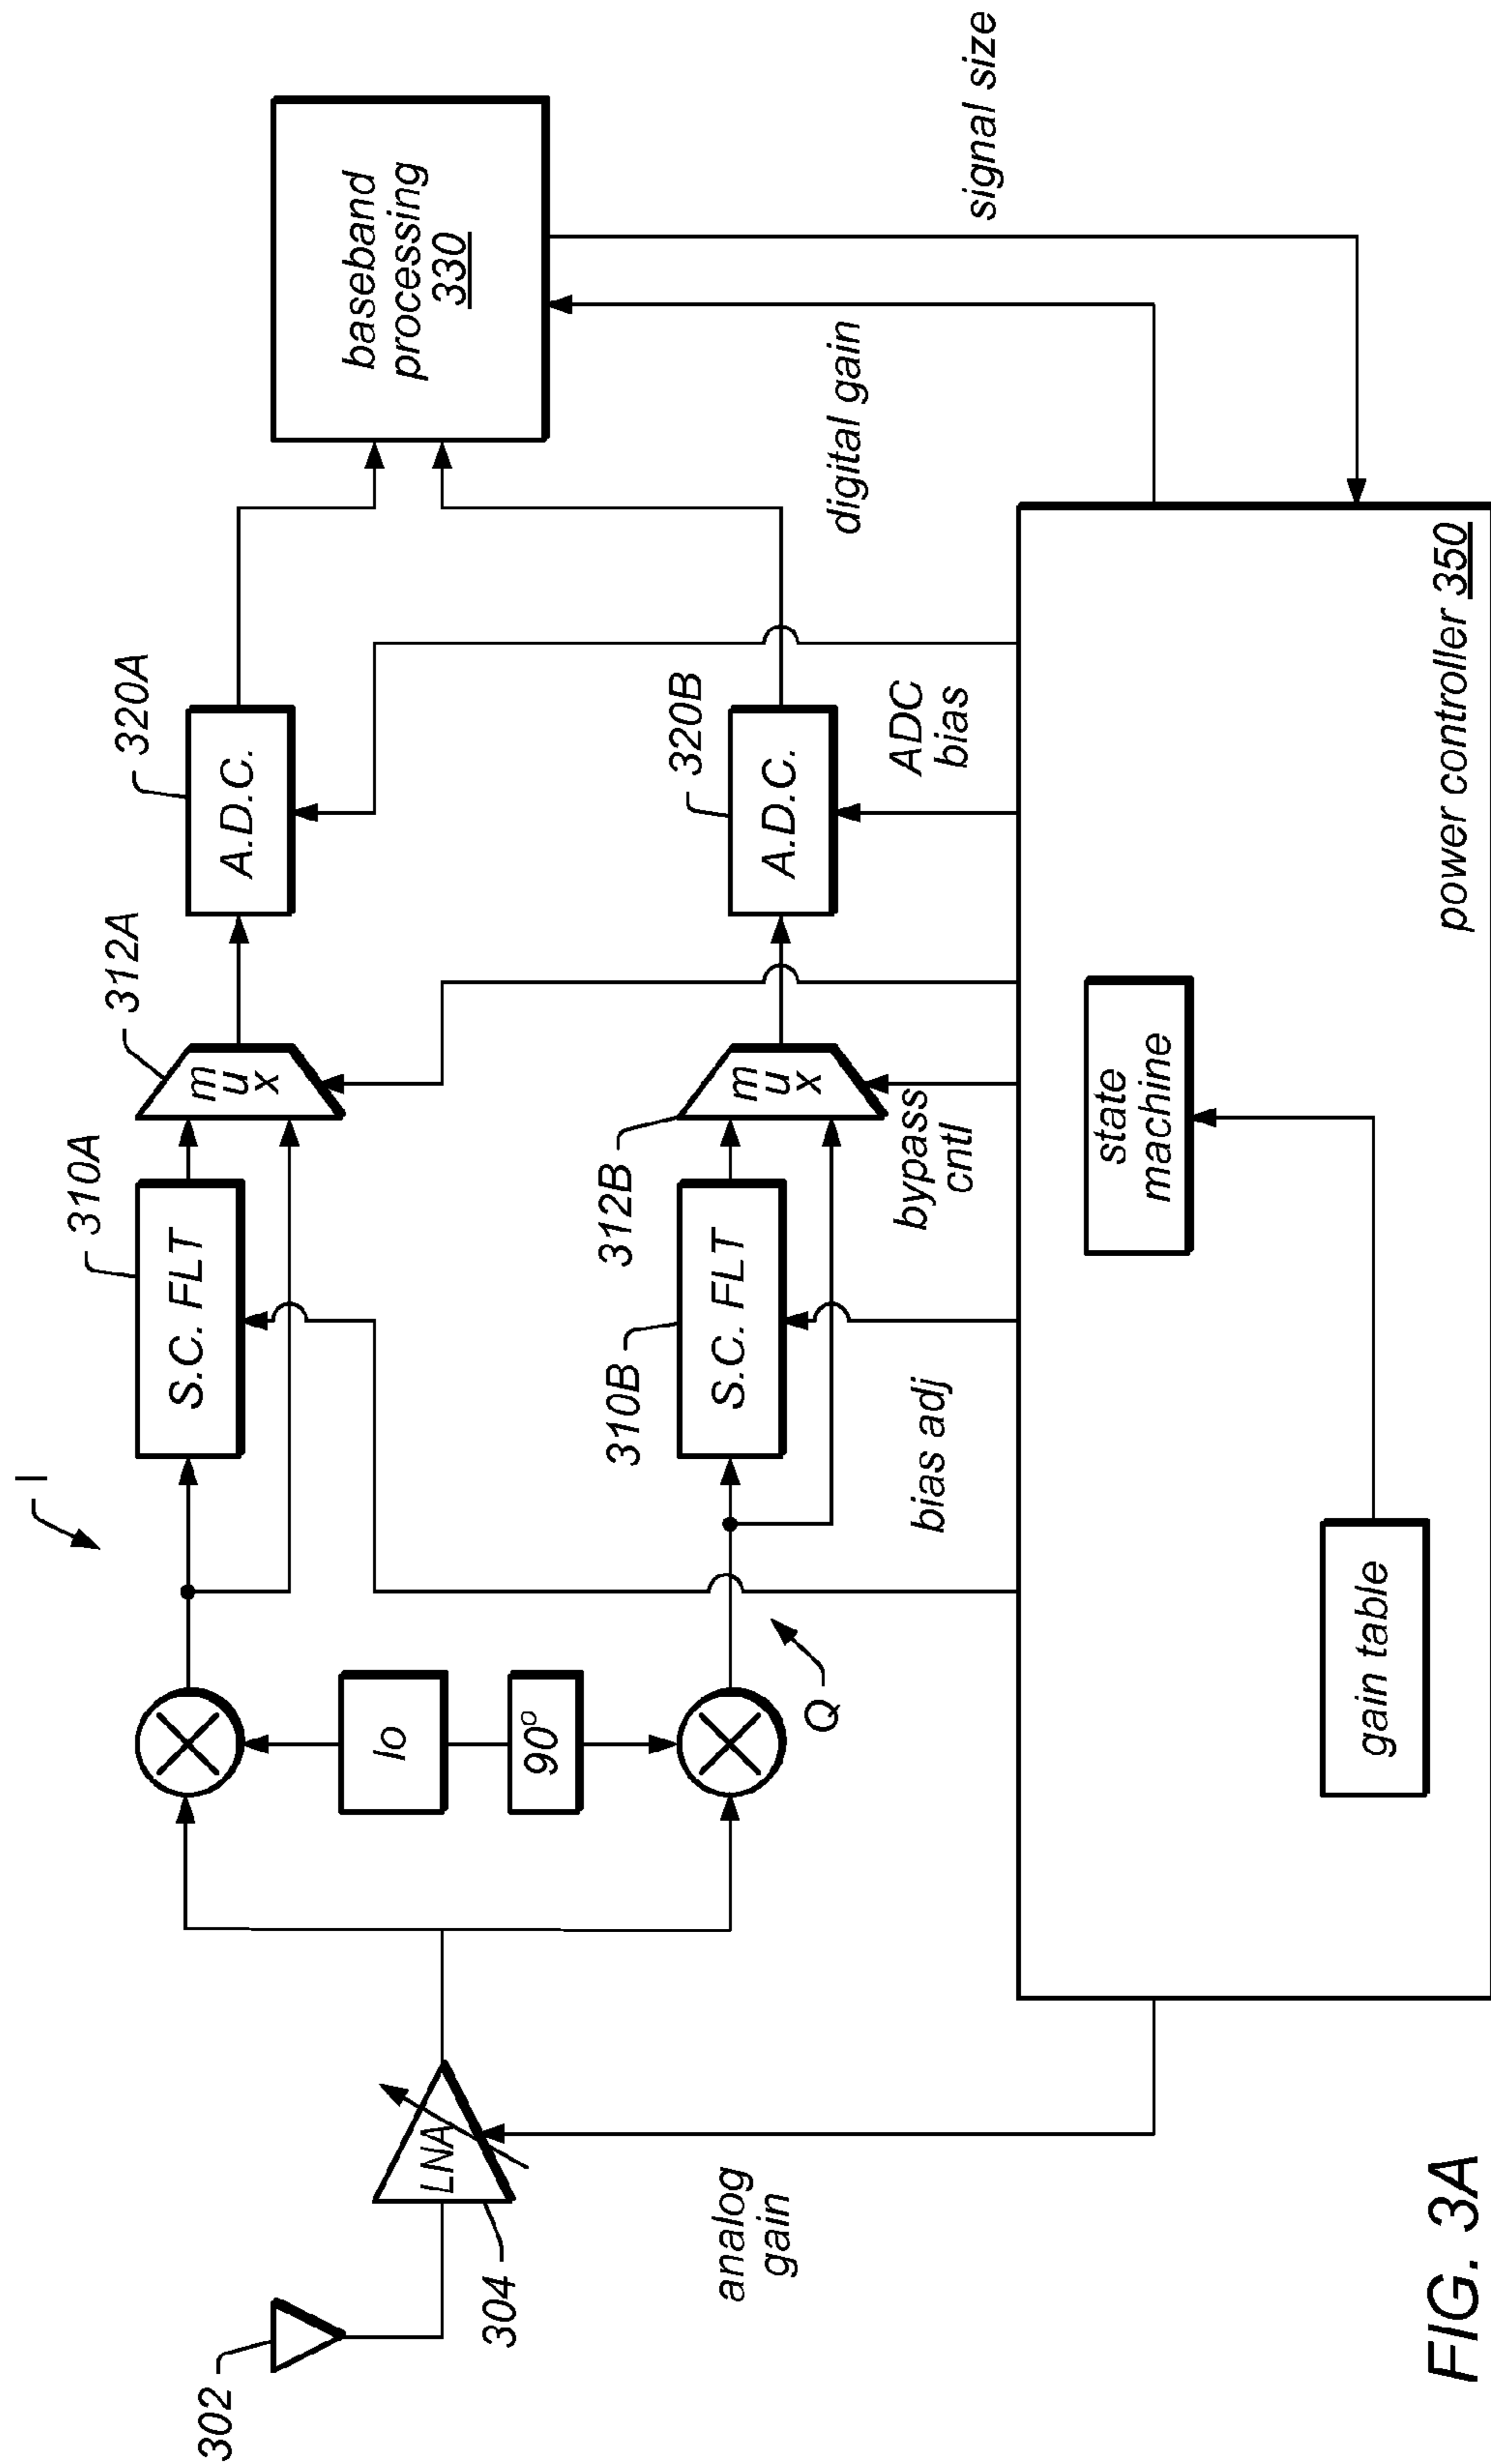 I
310A
312A
320A
S.C. FLT
m
u
x
A.D.C.
baseband
processing
330
lo
90°
302
LNA
304
Q
310B
312B
320B
S.C. FLT
m
u
x
A.D.C.
analog
gain
bias adj
bypass
cntl
ADC
bias
digital gain
signal size
state
machine
gain table
power controller 350
FIG. 3A